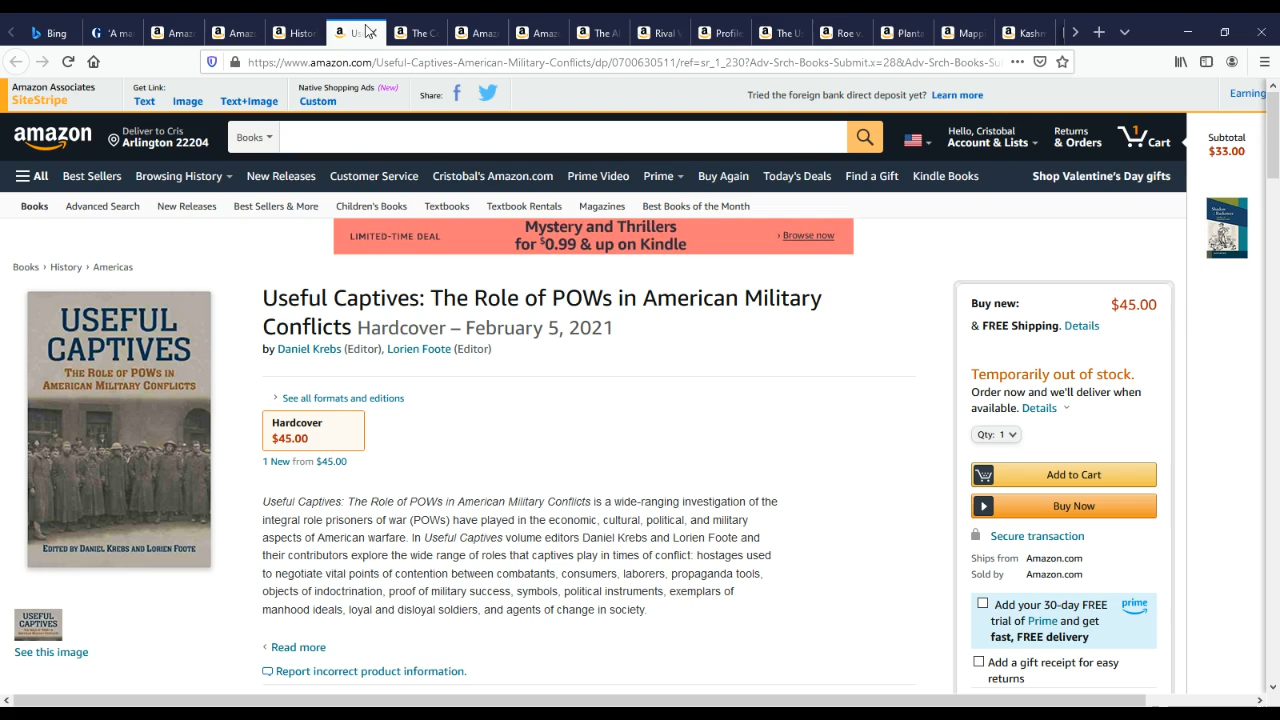 Bing
'A ma
Amaz
Amaz
Histor
Us
The C
Amaz
Amaz
The Al
Rival V
Profile
The U
Roe v.
Planta
Mapp
Kashm
https://www.amazon.com/Useful-Captives-American-Military-Conflicts/dp/0700630511/ref=sr_1_230?Adv-Srch-Books-Submit.x=28&Adv-Srch-Books-Su
Amazon Associates
SiteStripe
Get Link:
Text Image Text+Image
Native Shopping Ads (New)
Custom
Share:
Tried the foreign bank direct deposit yet? Learn more
Earning
amazon
Deliver to Cris
Arlington 22204
Books
Hello, Cristobal
Account & Lists
Returns
& Orders
1
Cart
Subtotal
$33.00
All Best Sellers Browsing History New Releases Customer Service Cristobal's Amazon.com Prime Video Prime Buy Again Today's Deals Find a Gift Kindle Books Shop Valentine's Day gifts
Books Advanced Search New Releases Best Sellers & More Children's Books Textbooks Textbook Rentals Magazines Best Books of the Month
LIMITED-TIME DEAL
Mystery and Thrillers
for $0.99 & up on Kindle
› Browse now
Books › History › Americas
USEFUL
CAPTIVES
THE ROLE OF POWS IN
AMERICAN MILITARY CONFLICTS
EDITED BY DANIEL KREBS AND LORIEN FOOTE
USEFUL
CAPTIVES
See this image
Useful Captives: The Role of POWs in American Military
Conflicts Hardcover – February 5, 2021
by Daniel Krebs (Editor), Lorien Foote (Editor)
› See all formats and editions
Hardcover
$45.00
1 New from $45.00
Useful Captives: The Role of POWs in American Military Conflicts is a wide-ranging investigation of the
integral role prisoners of war (POWs) have played in the economic, cultural, political, and military
aspects of American warfare. In Useful Captives volume editors Daniel Krebs and Lorien Foote and
their contributors explore the wide range of roles that captives play in times of conflict: hostages used
to negotiate vital points of contention between combatants, consumers, laborers, propaganda tools,
objects of indoctrination, proof of military success, symbols, political instruments, exemplars of
manhood ideals, loyal and disloyal soldiers, and agents of change in society.
‹ Read more
Report incorrect product information.
Buy new: $45.00
& FREE Shipping. Details
Temporarily out of stock.
Order now and we'll deliver when
available. Details
Qty: 1
Add to Cart
Buy Now
Secure transaction
Ships from Amazon.com
Sold by Amazon.com
Add your 30-day FREE
trial of Prime and get
fast, FREE delivery
prime
Add a gift receipt for easy
returns